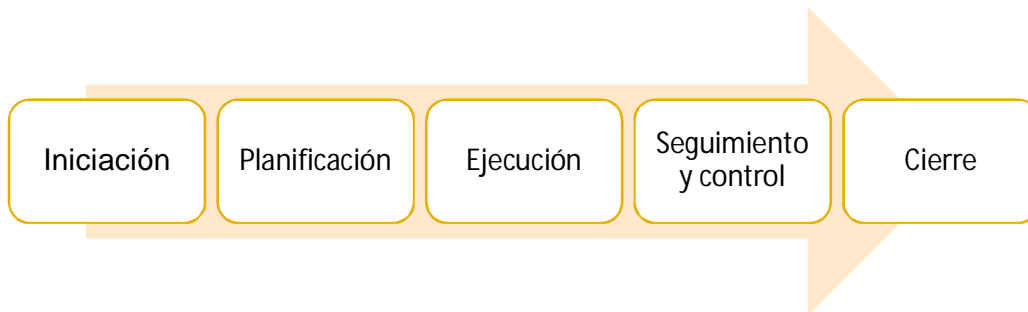 Iniciación
Planificación
Ejecución
Seguimiento
y control
Cierre